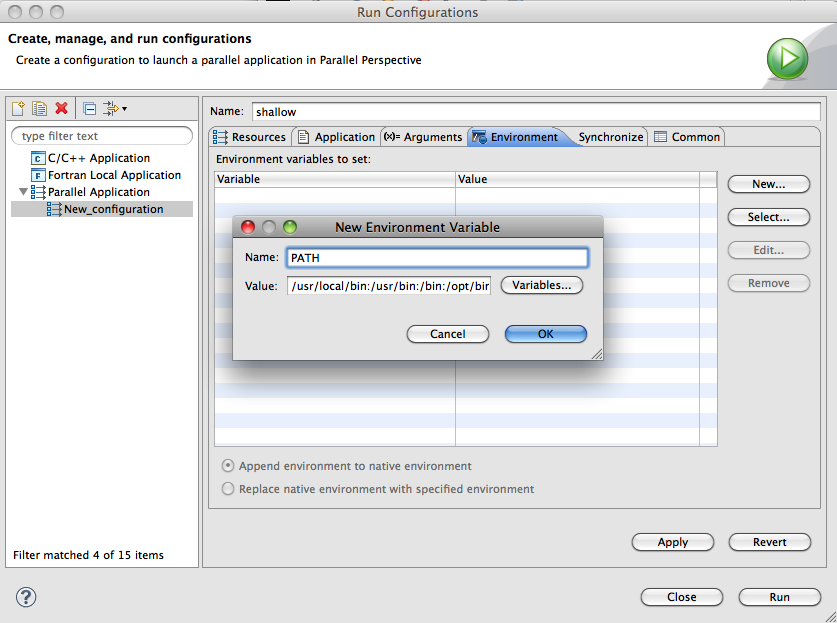 Run Configurations
Create, manage, and run configurations
Create a configuration to launch a parallel application in Parallel Perspective
type filter text
C/C++ Application
Fortran Local Application
Parallel Application
New_configuration
Filter matched 4 of 15 items
Name: shallow
Resources Application (x)= Arguments Environment Synchronize Common
Environment variables to set:
Variable Value
New...
Select...
Edit...
Remove
New Environment Variable
Name: PATH
Value: /usr/local/bin:/usr/bin:/bin:/opt/bin Variables...
Cancel OK
Append environment to native environment
Replace native environment with specified environment
Apply Revert
? Close Run